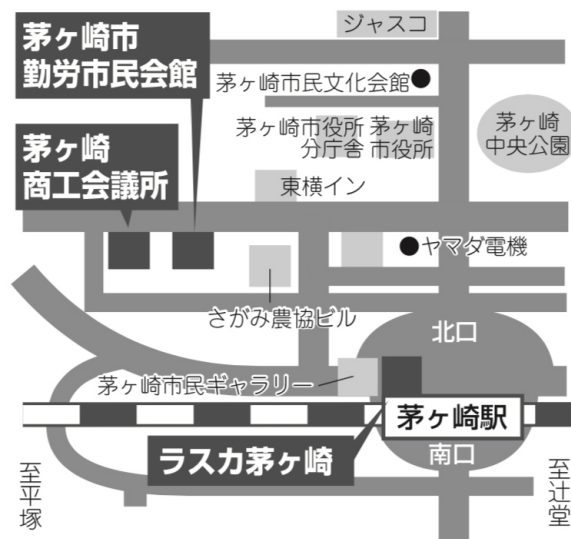 ジャスコ
茅ヶ崎市
勤労市民会館
茅ヶ崎市民文化会館
茅ヶ崎市役所
分庁舎
茅ヶ崎
市役所
茅ヶ崎
中央公園
茅ヶ崎
商工会議所
東横イン
ヤマダ電機
さがみ農協ビル
北口
茅ヶ崎市民ギャラリー
茅ヶ崎駅
ラスカ茅ヶ崎
南口
至平塚
至辻堂